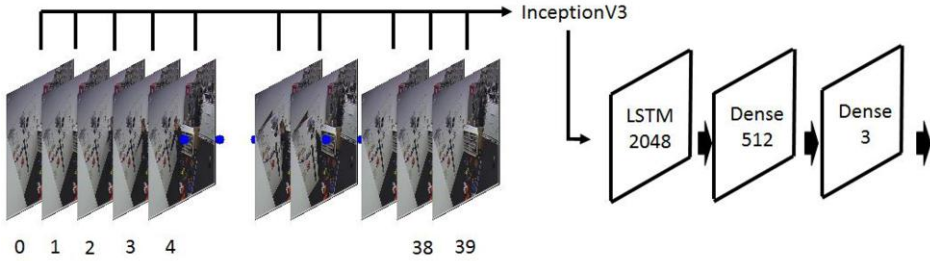 InceptionV3
LSTM
2048
Dense
512
Dense
3
0 1 2 3 4 38 39